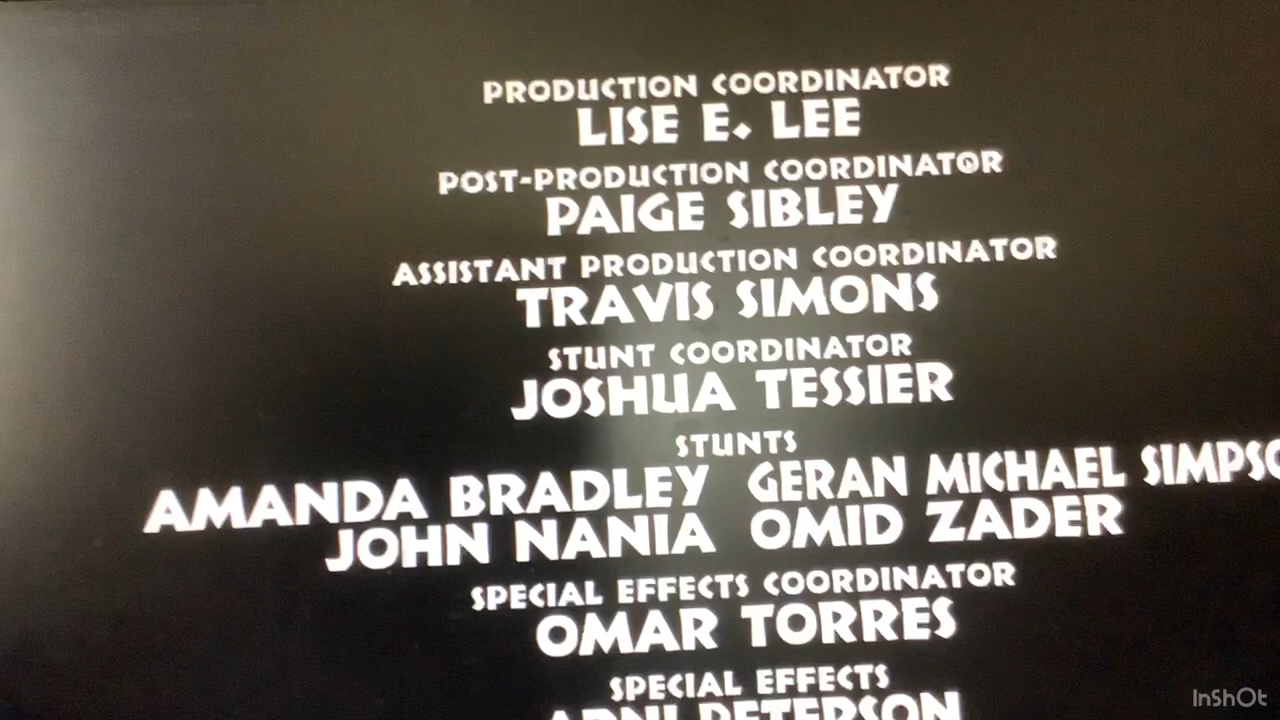 PRODUCTION COORDINATOR
LISE E. LEE
POST-PRODUCTION COORDINATOR
PAIGE SIBLEY
ASSISTANT PRODUCTION COORDINATOR
TRAVIS SIMONS
STUNT COORDINATOR
JOSHUA TESSIER
STUNTS
AMANDA BRADLEY GERAN MICHAEL
JOHN NANIA OMID ZADER
SPECIAL EFFECTS COORDINATOR
OMAR TORRES
SPECIAL EFFECTS
PETERSON
InShOt